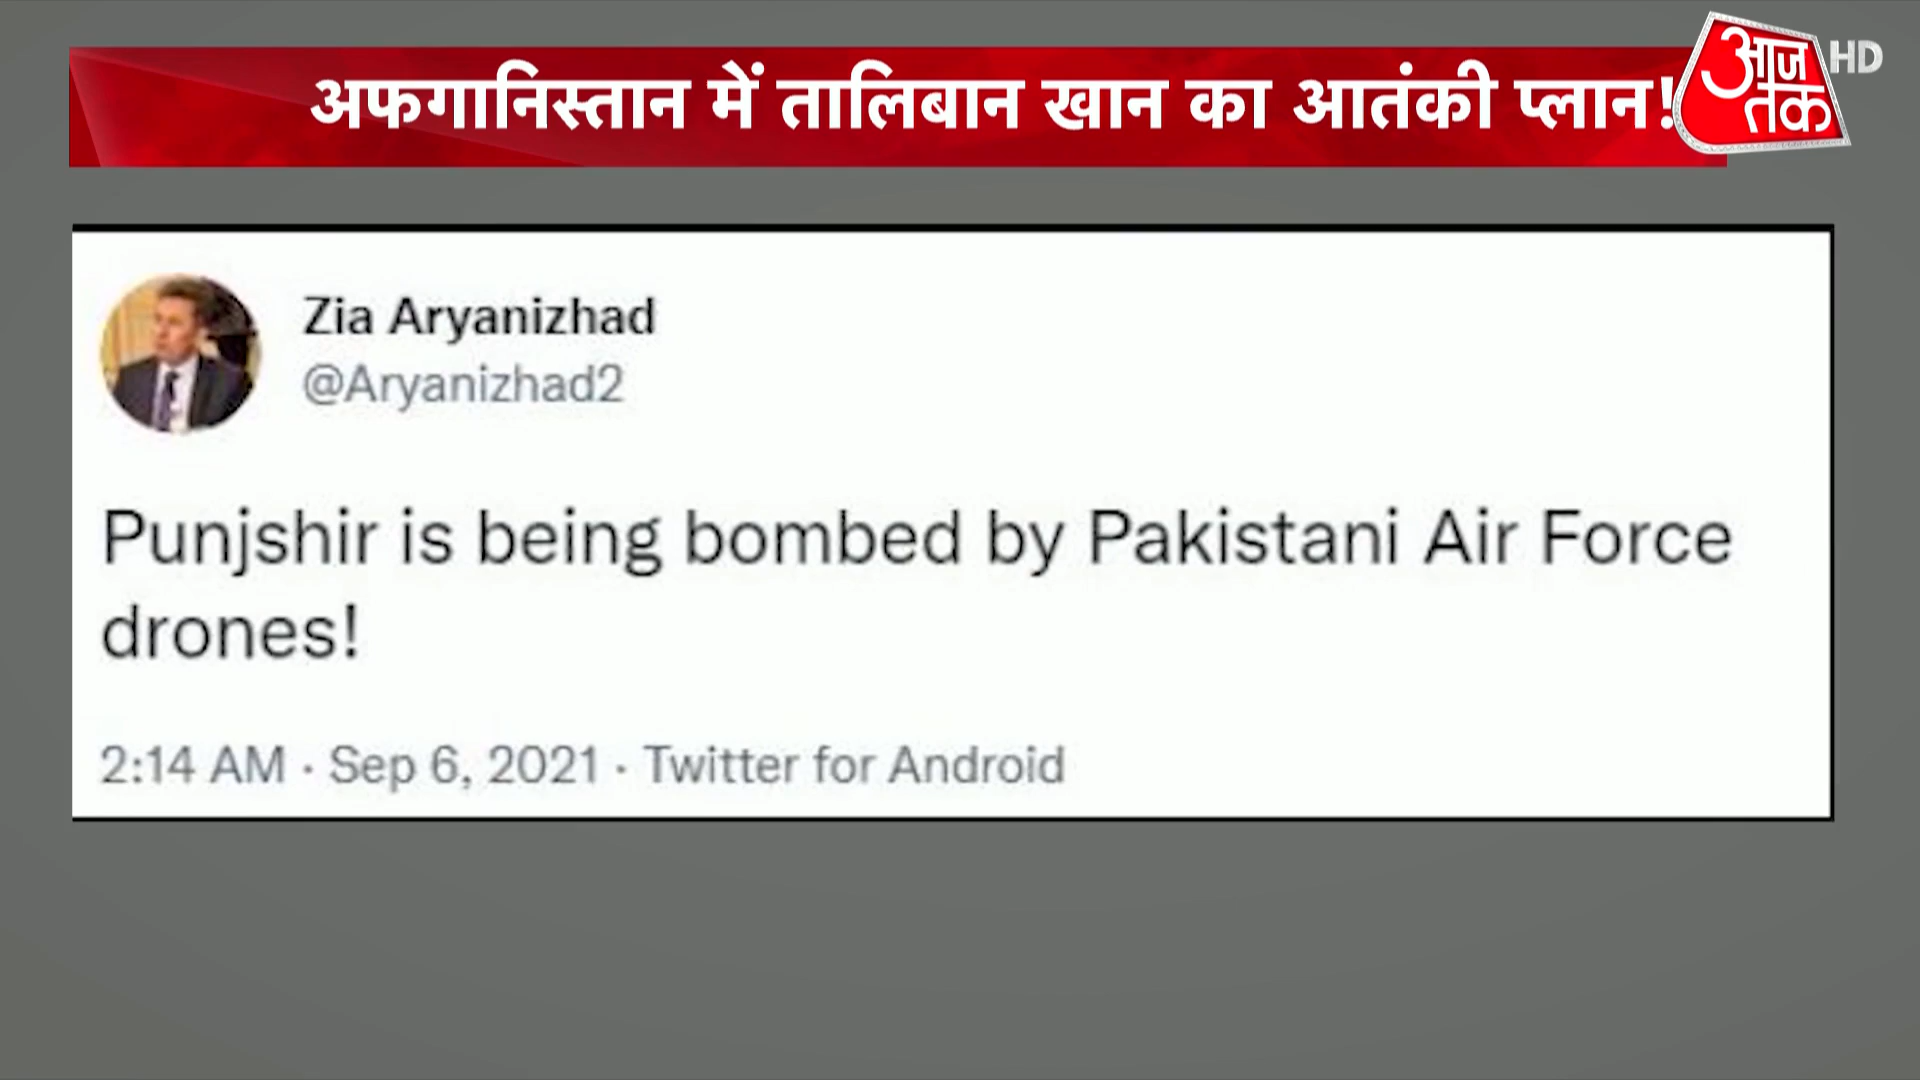 अफगानिस्तान में तालिबान खान का आतंकी प्लान!
आज तक HD
Zia Aryanizhad
@Aryanizhad2
Punjshir is being bombed by Pakistani Air Force
drones!
2:14 AM · Sep 6, 2021 · Twitter for Android